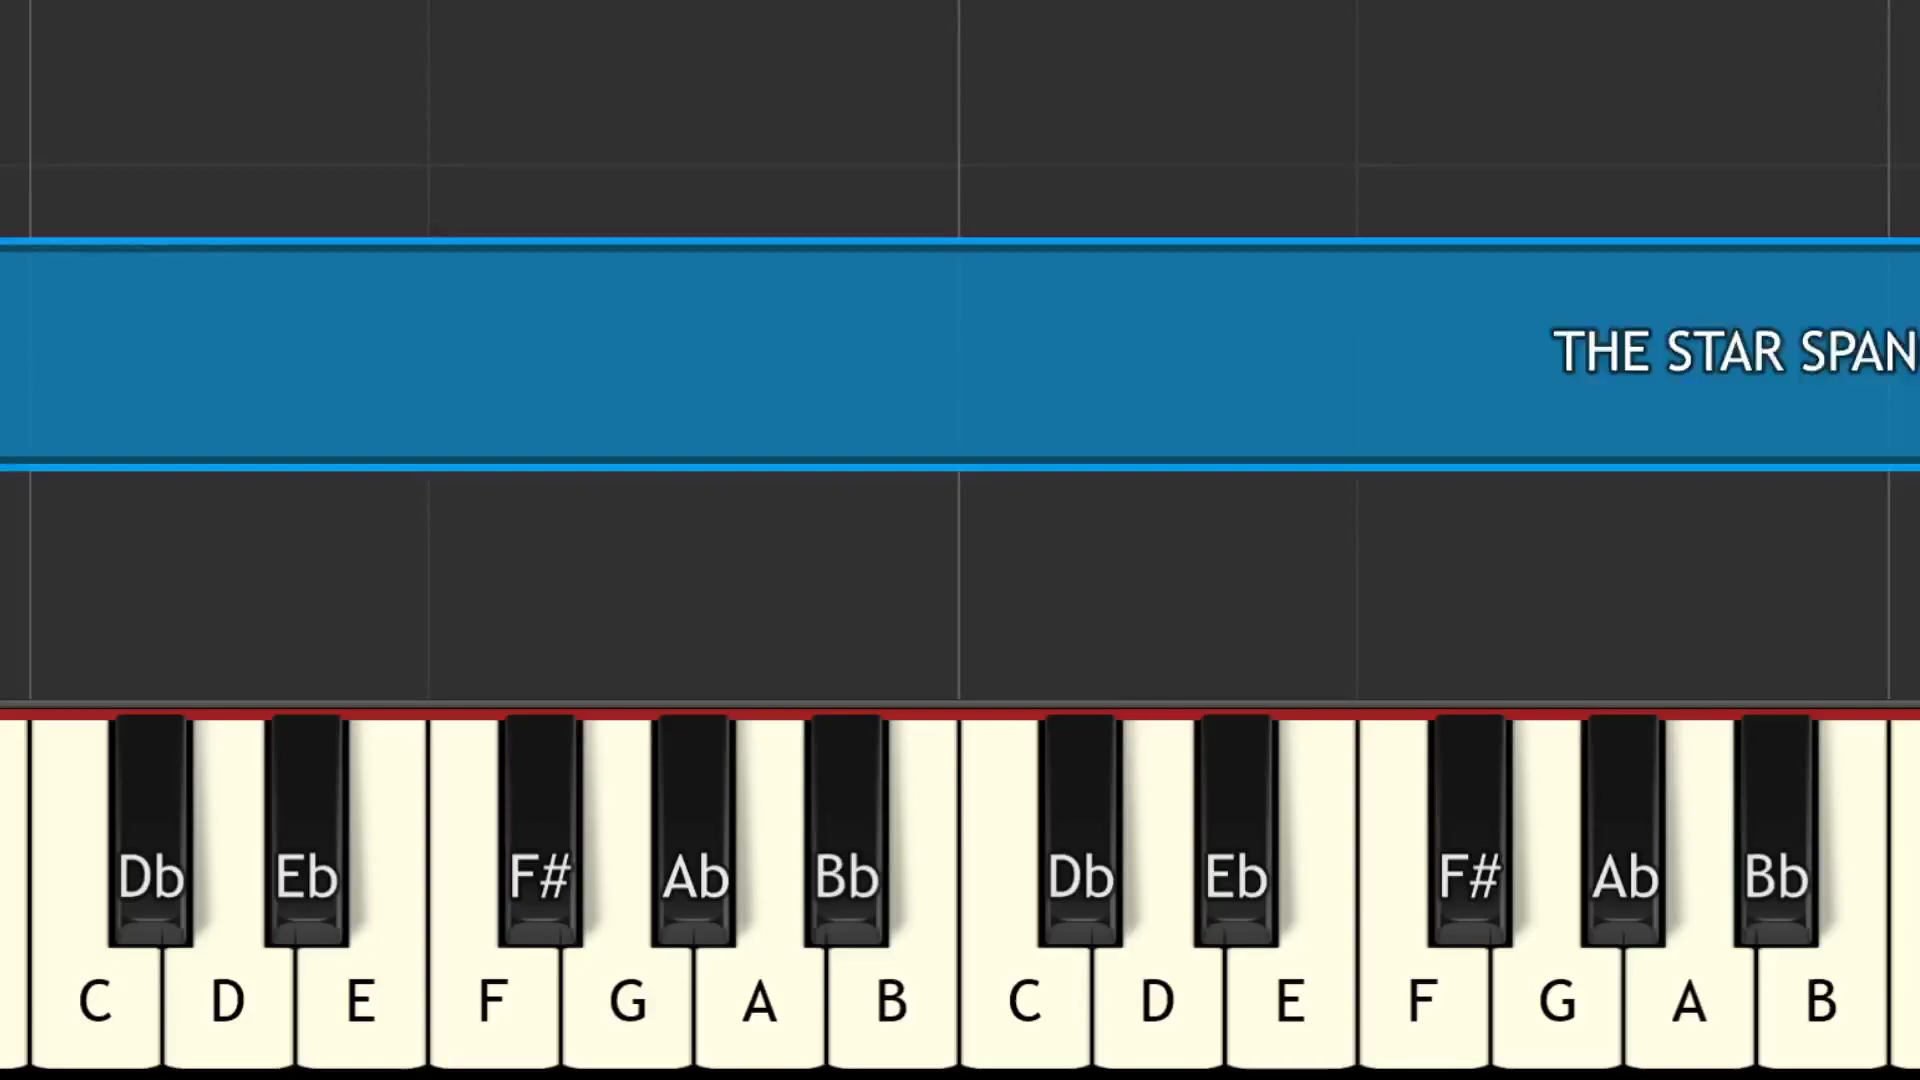 THE STAR SPAN
Db Eb F# Ab Bb Db Eb F# Ab Bb
C D E F G A B C D E F G A B